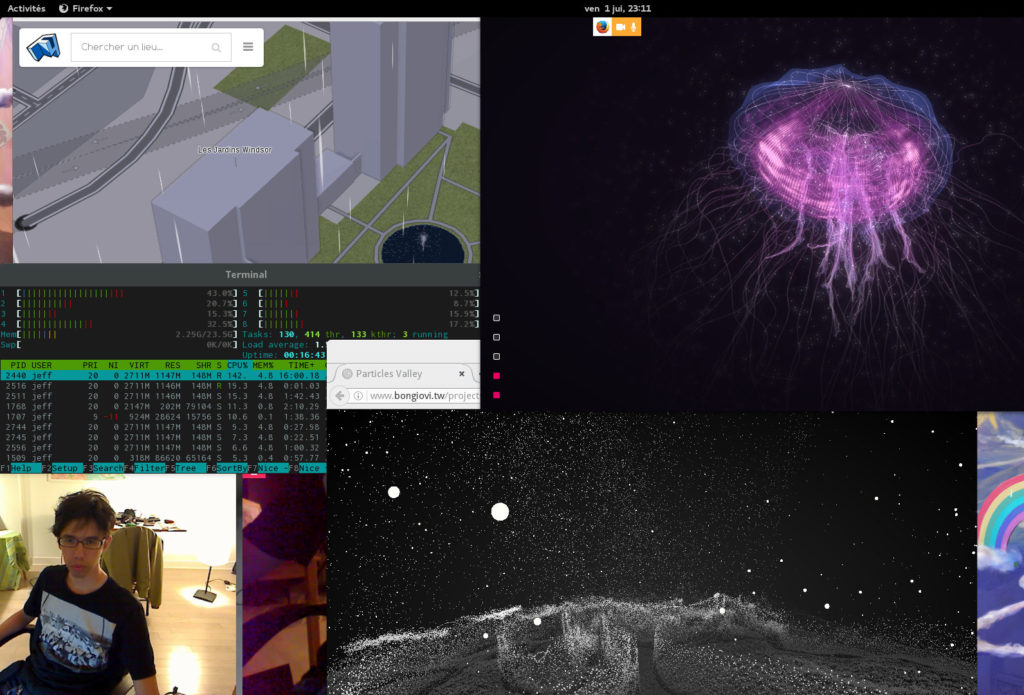 Activités Firefox ven 1 jui, 23:11
Chercher un lieu...
Les Jardins Windsor
Terminal
1 [||||||||||||||||||||| 43.0%] 5 [||||||| 12.5%]
2 [|||||||||| 20.7%] 6 [||||| 8.7%]
3 [||||||| 15.3%] 7 [||||||| 15.9%]
4 [|||||||||||||| 32.5%] 8 [|||||||| 17.2%]
Mem[||||||| 2.25G/23.5G] Tasks: 130, 414 thr, 133 kthr; 3 running
Swp[ 0K/0K] Load average: 1.
Uptime: 00:16:43
PID USER PRI NI VIRT RES SHR S CPU% MEM% TIME+
2440 jeff 20 0 2711M 1147M 148M R 142. 4.8 16:00.18
2516 jeff 20 0 2711M 1146M 148M R 19.3 4.8 0:01.03
2511 jeff 20 0 2711M 1147M 148M S 15.3 4.8 1:42.43
1768 jeff 20 0 2147M 202M 79104 S 11.3 0.8 2:10.29
1707 jeff 9 -11 924M 28624 15756 S 10.6 0.1 1:38.36
2744 jeff 20 0 2711M 1147M 148M S 9.3 4.8 0:27.98
2745 jeff 20 0 2711M 1147M 148M S 7.3 4.8 0:22.51
2596 jeff 20 0 2711M 1147M 148M S 6.6 4.8 1:00.32
1509 jeff 20 0 318M 86620 65164 S 5.3 0.4 0:57.77
F1Help F2Setup F3Search F4Filter F5Tree F6SortBy F7Nice - F8Nice
Particles Valley
www.bongiovi.tw/project